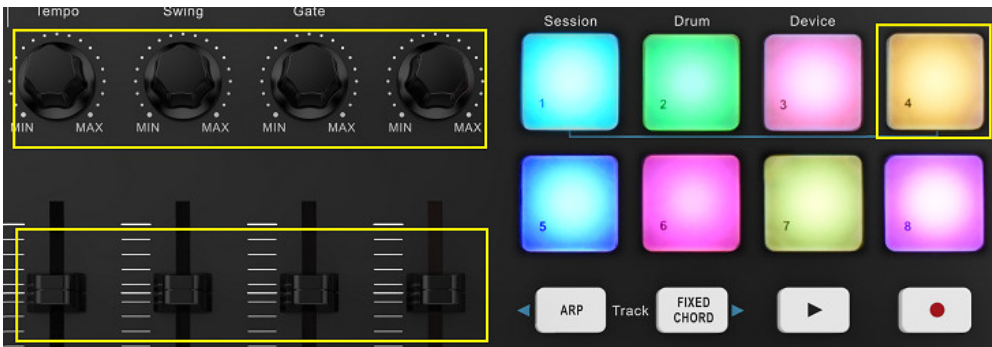 Tempo Swing Gate
Session Drum Device
MIN MAX MIN MAX MIN MAX MIN MAX
1 2 3 4
5 6 7 8
ARP Track FIXED CHORD